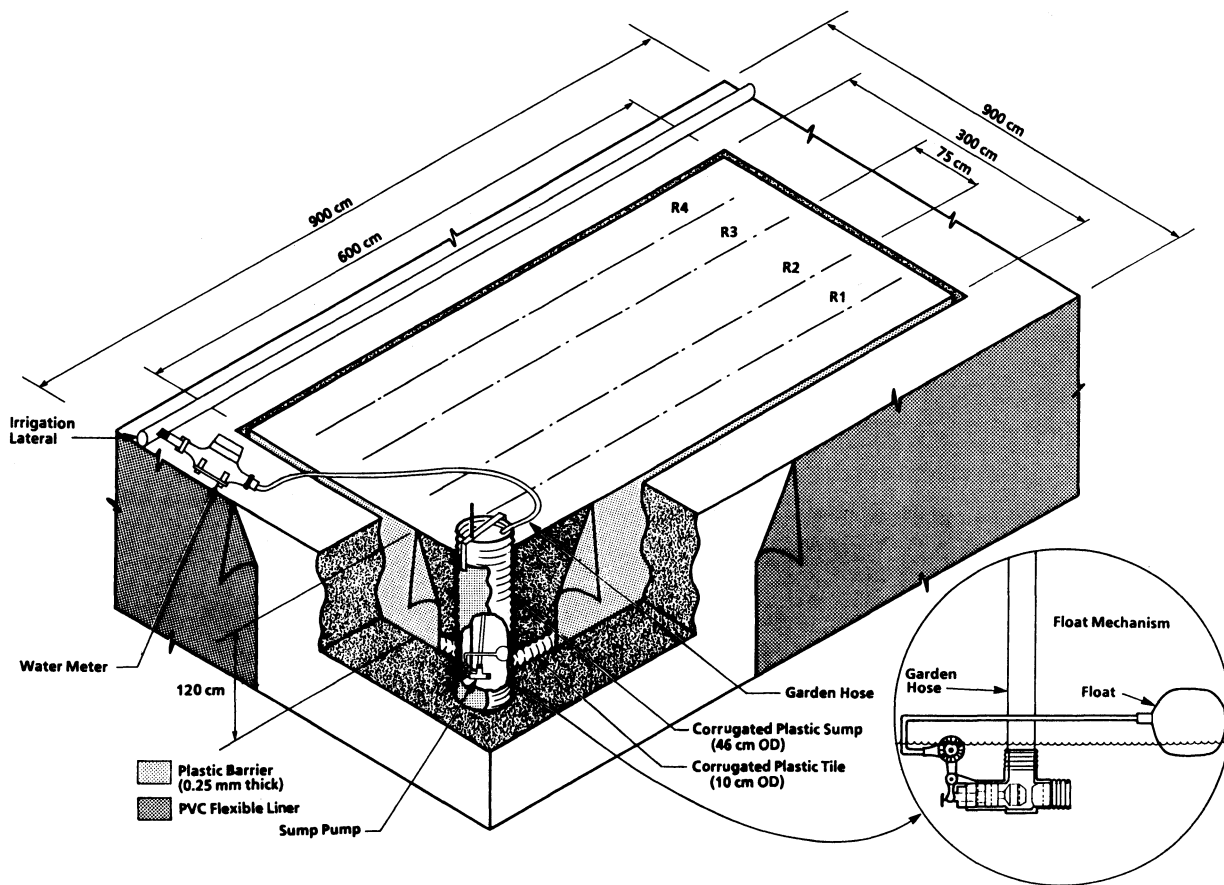 900 cm
600 cm
900 cm
300 cm
75 cm
R4
R3
R2
R1
Irrigation
Lateral
Water Meter
120 cm
Float Mechanism
Garden
Hose
Float
Garden Hose
Corrugated Plastic Sump
(46 cm OD)
Corrugated Plastic Tile
(10 cm OD)
Plastic Barrier
(0.25 mm thick)
PVC Flexible Liner
Sump Pump